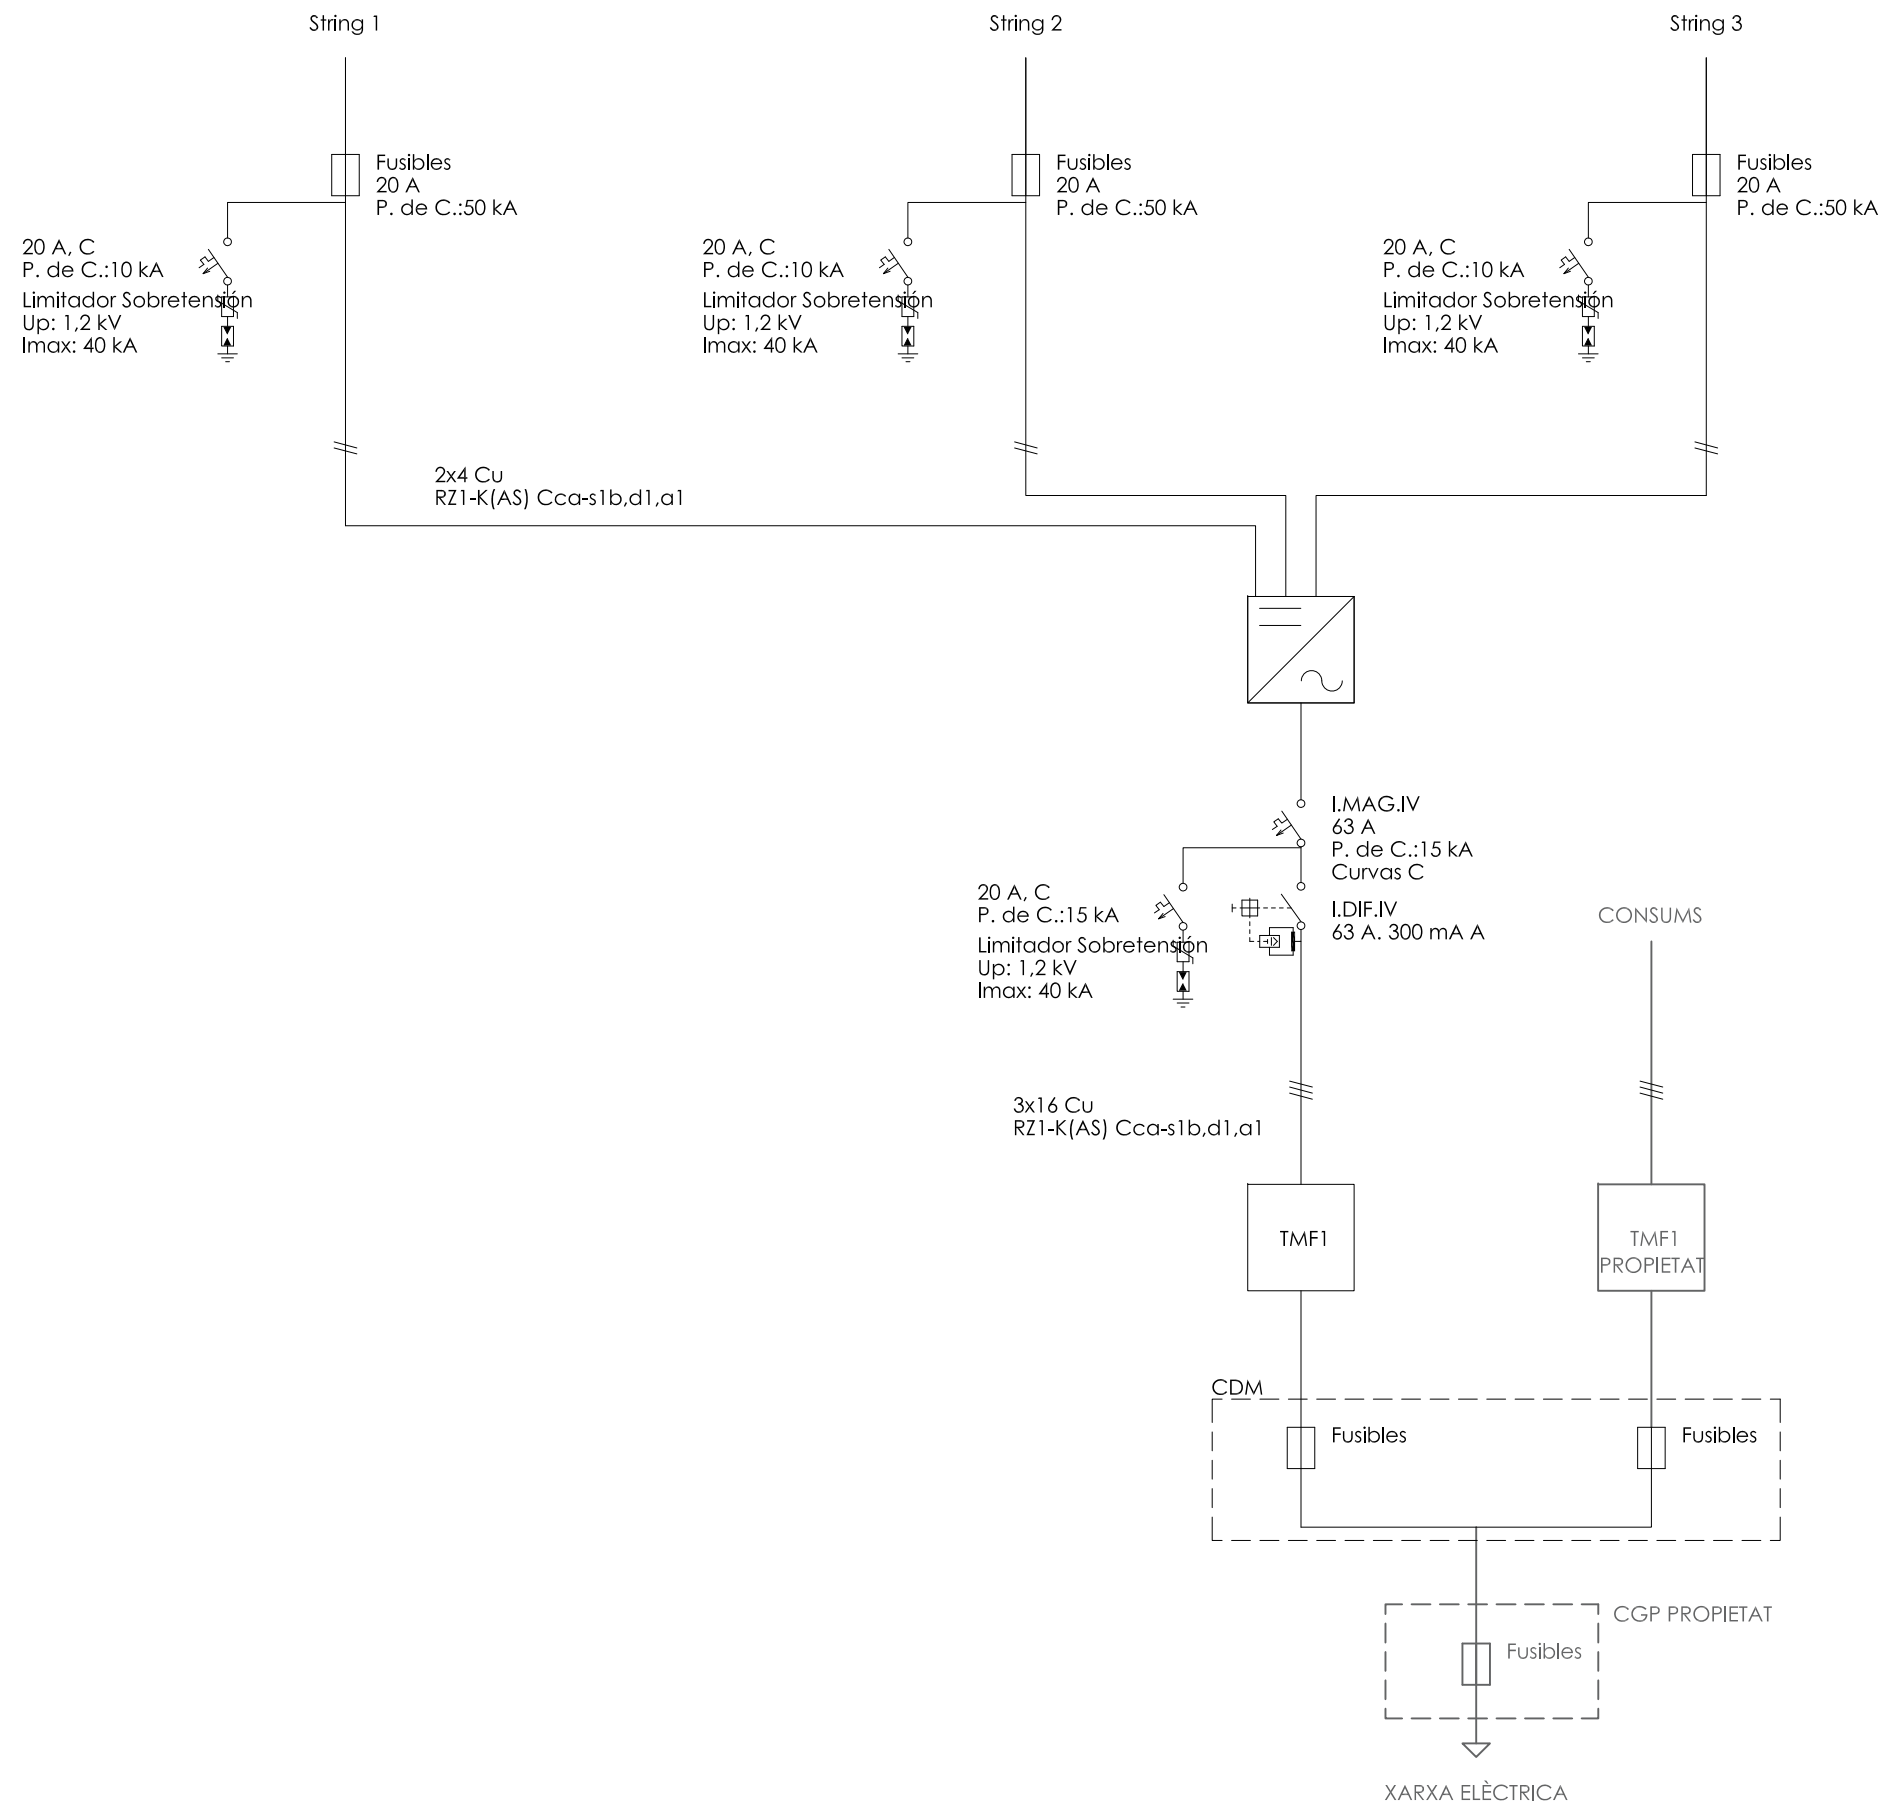 String 1
String 2
String 3
Fusibles
20 A
P. de C.:50 kA
20 A, C
P. de C.:10 kA
Limitador Sobretensión
Up: 1,2 kV
Imax: 40 kA
Fusibles
20 A
P. de C.:50 kA
20 A, C
P. de C.:10 kA
Limitador Sobretensión
Up: 1,2 kV
Imax: 40 kA
Fusibles
20 A
P. de C.:50 kA
20 A, C
P. de C.:10 kA
Limitador Sobretensión
Up: 1,2 kV
Imax: 40 kA
2x4 Cu
RZ1-K(AS) Cca-s1b,d1,a1
I.MAG.IV
63 A
P. de C.:15 kA
Curvas C
20 A, C
P. de C.:15 kA
Limitador Sobretensión
Up: 1,2 kV
Imax: 40 kA
I.DIF.IV
63 A. 300 mA A
CONSUMS
3x16 Cu
RZ1-K(AS) Cca-s1b,d1,a1
TMF1
TMF1
PROPIETAT
CDM
Fusibles
Fusibles
CGP PROPIETAT
Fusibles
XARXA ELÈCTRICA